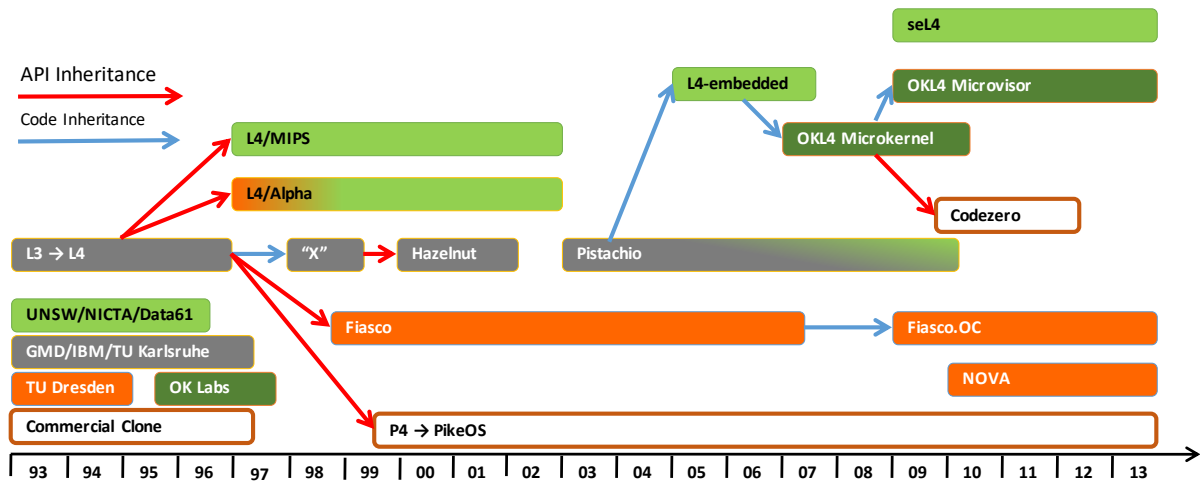 seL4
API Inheritance
L4-embedded
OKL4 Microvisor
Code Inheritance
L4/MIPS
OKL4 Microkernel
L4/Alpha
Codezero
L3 → L4
“X”
Hazelnut
Pistachio
UNSW/NICTA/Data61
Fiasco
Fiasco.OC
GMD/IBM/TU Karlsruhe
TU Dresden
OK Labs
NOVA
Commercial Clone
P4 → PikeOS
93 94 95 96 97 98 99 00 01 02 03 04 05 06 07 08 09 10 11 12 13